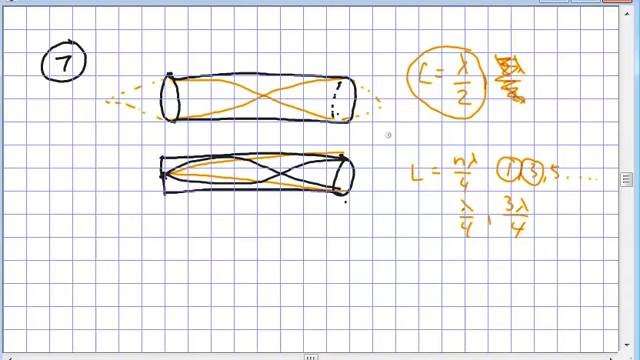 7
L = λ/2
L = nλ/4 1 3, 5 .....
λ/4, 3λ/4